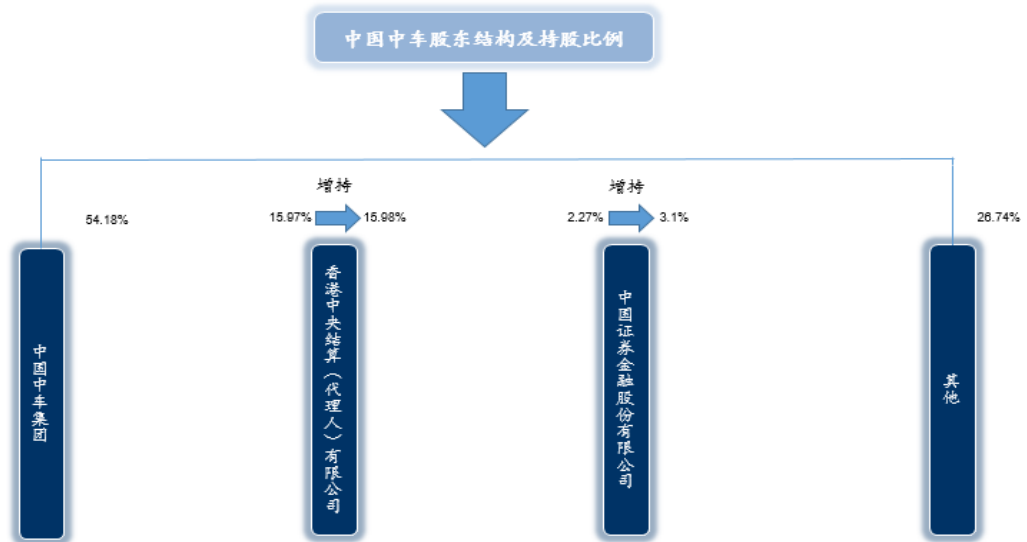 中国中车股东结构及持股比例
增持
增持
54.18%
15.97%
15.98%
2.27%
3.1%
26.74%
中国中车集团
香港中央结算（代理人）有限公司
中国证券金融股份有限公司
其他